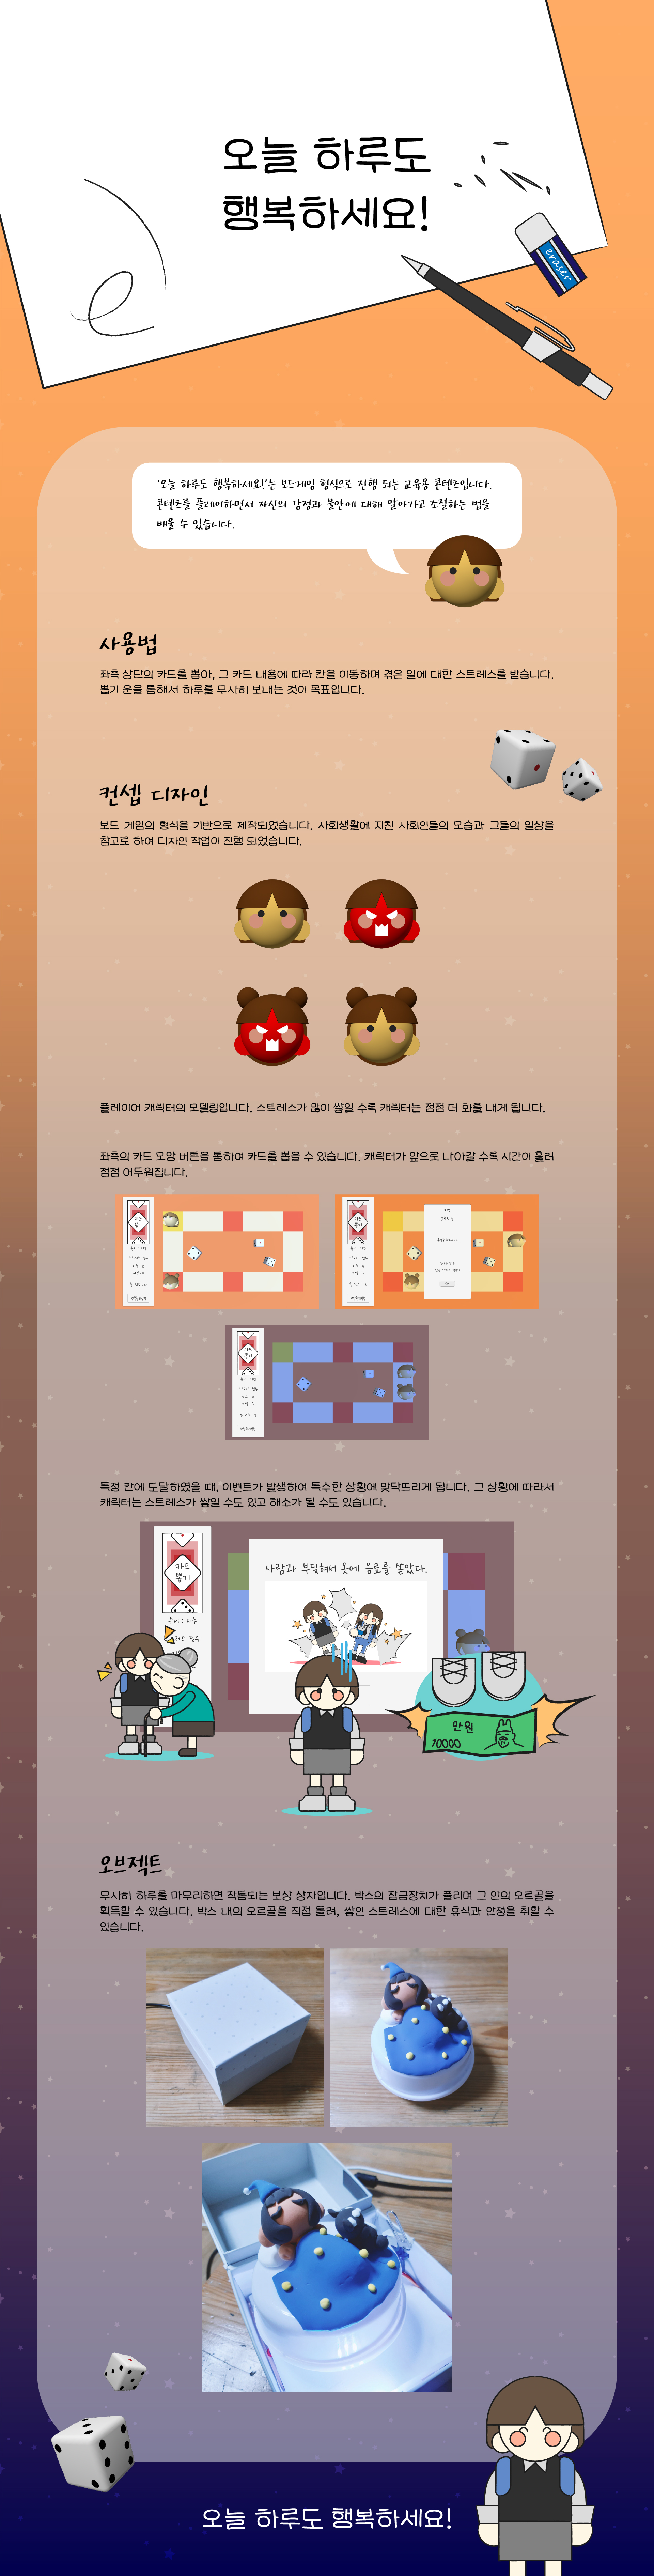 오늘 하루도
행복하세요!
eraser
‘오늘 하루도 행복하세요!’는 보드게임 형식으로 진행 되는 교육용 콘텐츠입니다.
콘텐츠를 플레이하면서 자신의 감정과 불안에 대해 알아가고 조절하는 법을
배울 수 있습니다.
사용법
좌측 상단의 카드를 뽑아, 그 카드 내용에 따라 칸을 이동하며 겪은 일에 대한 스트레스를 받습니다.
뽑기 운을 통해서 하루를 무사히 보내는 것이 목표입니다.
컨셉 디자인
보드 게임의 형식을 기반으로 제작되었습니다. 사회생활에 지친 사회인들의 모습과 그들의 일상을
참고로 하여 디자인 작업이 진행 되었습니다.
플레이어 캐릭터의 모델링입니다. 스트레스가 많이 쌓일 수록 캐릭터는 점점 더 화를 내게 됩니다.
좌측의 카드 모양 버튼을 통하여 카드를 뽑을 수 있습니다. 캐릭터가 앞으로 나아갈 수록 시간이 흘러
점점 어두워집니다.
카드
뽑기
카드
뽑기
카드
뽑기
특정 칸에 도달하였을 때, 이벤트가 발생하여 특수한 상황에 맞닥뜨리게 됩니다. 그 상황에 따라서
캐릭터는 스트레스가 쌓일 수도 있고 해소가 될 수도 있습니다.
카드
뽑기
사람과 부딪혀서 옷에 음료를 쏟았다.
만원
10000
오브젝트
무사히 하루를 마무리하면 작동되는 보상 상자입니다. 박스의 잠금장치가 풀리며 그 안의 오르골을
획득할 수 있습니다. 박스 내의 오르골을 직접 돌려, 쌓인 스트레스에 대한 휴식과 안정을 취할 수
있습니다.
오늘 하루도 행복하세요!